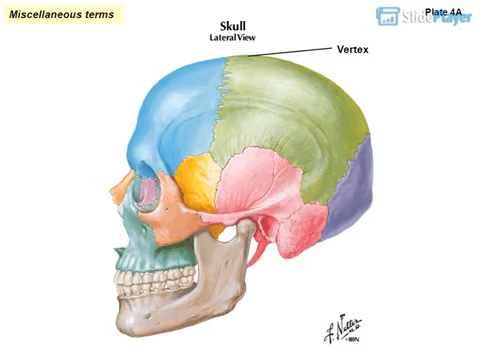 Miscellaneous terms
Plate 4A
SlidePlayer
Skull
Lateral View
Vertex
F. Netter
M.D.